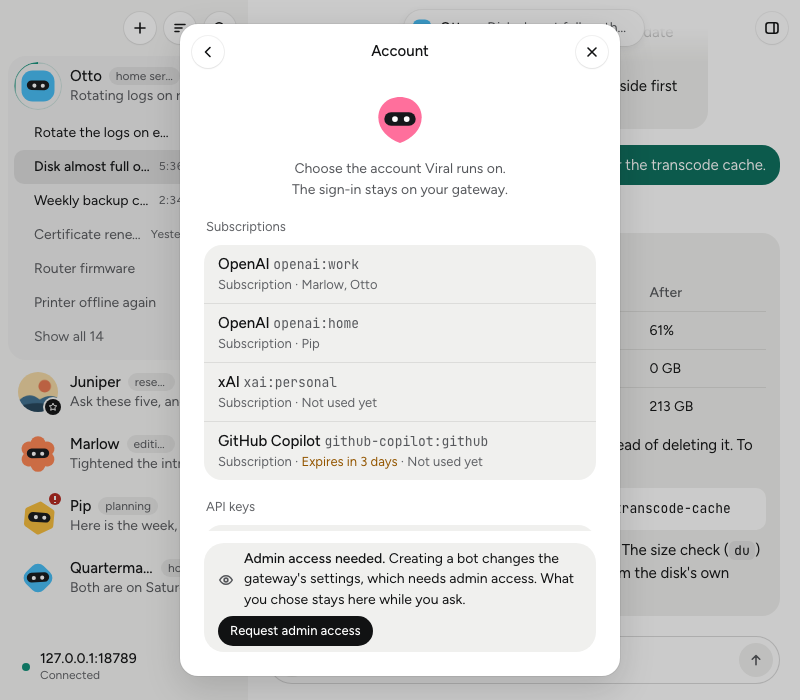 Account
Choose the account Viral runs on.
The sign-in stays on your gateway.
Subscriptions
OpenAI openai:work
Subscription · Marlow, Otto
OpenAI openai:home
Subscription · Pip
xAI xai:personal
Subscription · Not used yet
GitHub Copilot github-copilot:github
Subscription · Expires in 3 days · Not used yet
API keys
Admin access needed. Creating a bot changes the
gateway's settings, which needs admin access. What
you chose stays here while you ask.
Request admin access
Otto home ser...
Rotating logs on
Rotate the logs on e...
Disk almost full o... 5:36
Weekly backup c... 2:34
Certificate rene... Yeste
Router firmware
Printer offline again
Show all 14
Juniper rese...
Ask these five, an
Marlow editi...
Tightened the intr
Pip planning
Here is the week,
Quarterma... ho
Both are on Satur
127.0.0.1:18789
Connected
side first
the transcode cache.
After
61%
0 GB
213 GB
ead of deleting it. To
transcode-cache
The size check ( du )
m the disk's own